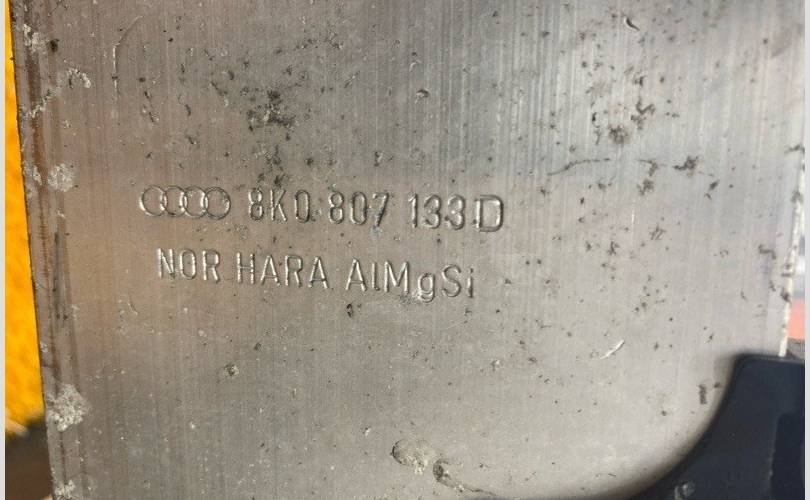 8K0 807 133D
NOR HARA AlMgSi